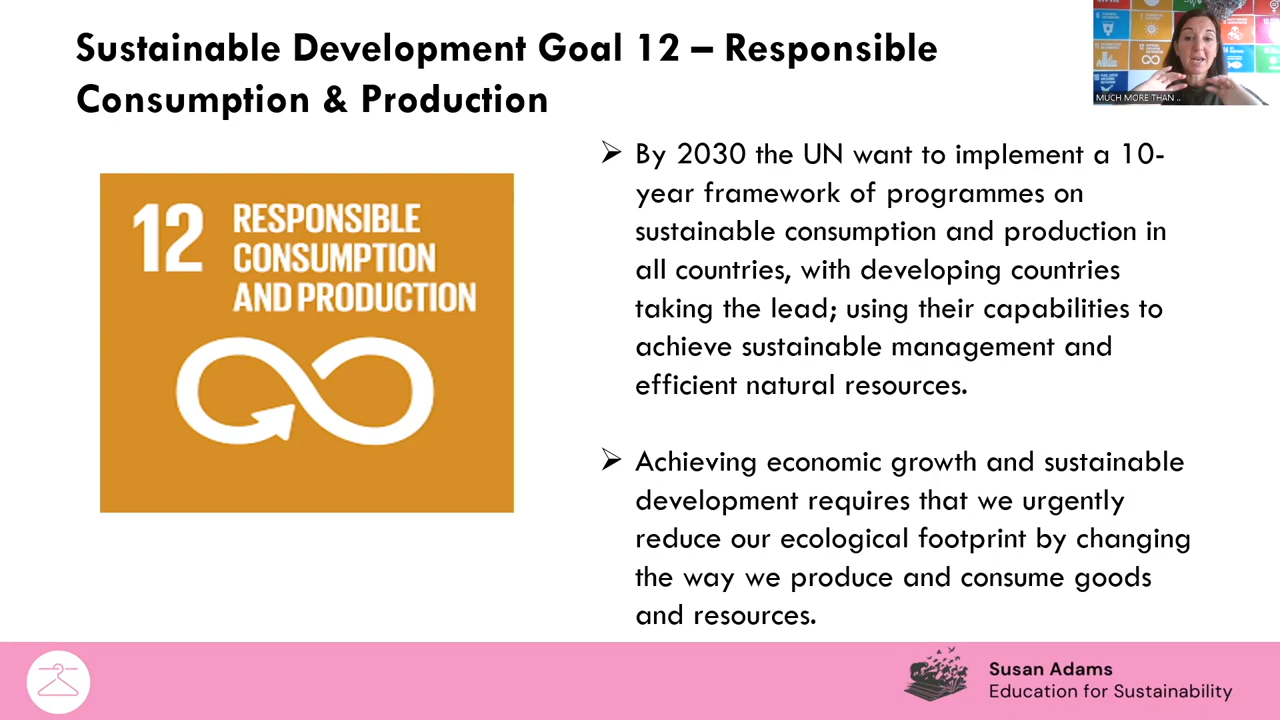 Sustainable Development Goal 12 – Responsible
Consumption & Production
MUCH MORE THAN ..
12 RESPONSIBLE
CONSUMPTION
AND PRODUCTION
By 2030 the UN want to implement a 10-
year framework of programmes on
sustainable consumption and production in
all countries, with developing countries
taking the lead; using their capabilities to
achieve sustainable management and
efficient natural resources.
Achieving economic growth and sustainable
development requires that we urgently
reduce our ecological footprint by changing
the way we produce and consume goods
and resources.
Susan Adams
Education for Sustainability